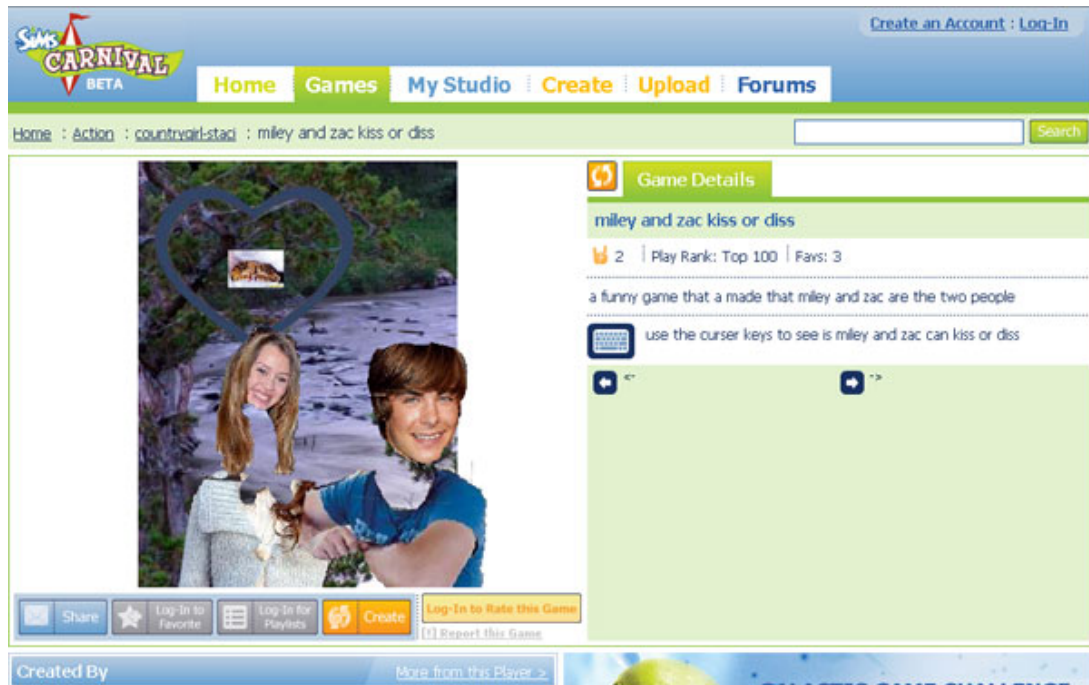 SiMS
CARNIVAL
BETA
Create an Account : Log-In
Home Games My Studio Create Upload Forums
Home : Action : countrygirl-staci : miley and zac kiss or diss
Search
Game Details
miley and zac kiss or diss
2 Play Rank: Top 100 Favs: 3
a funny game that a made that miley and zac are the two people
use the curser keys to see is miley and zac can kiss or diss
<- ->
Share
Log-In to
Favorite
Log-In for
Playlists
Create
Log-In to Rate this Game
[!] Report this Game
Created By
More from this Player >